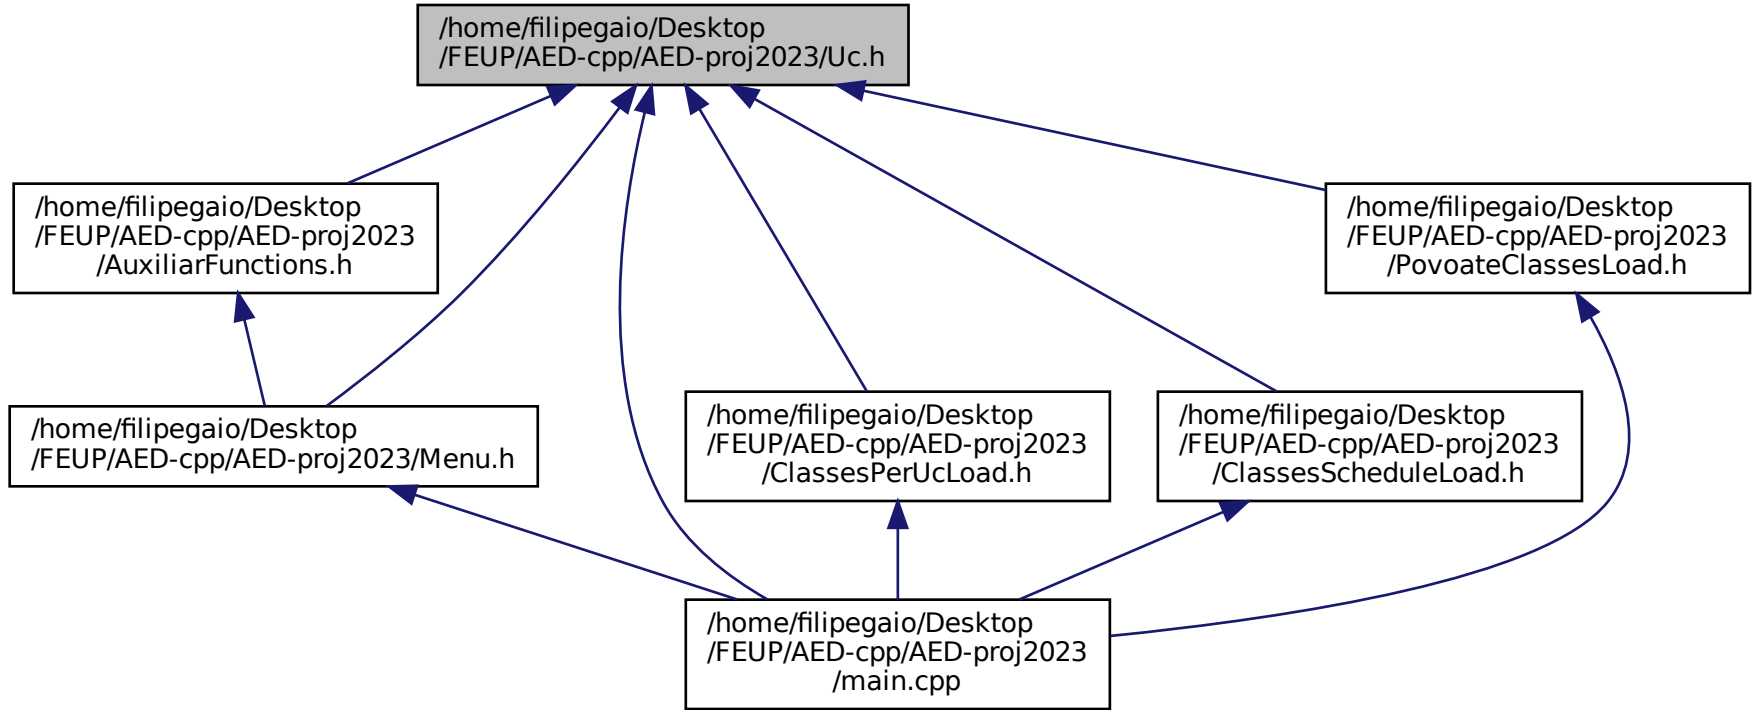 /home/filipegaio/Desktop
/FEUP/AED-cpp/AED-proj2023/Uc.h
/home/filipegaio/Desktop
/FEUP/AED-cpp/AED-proj2023
/AuxiliarFunctions.h
/home/filipegaio/Desktop
/FEUP/AED-cpp/AED-proj2023
/PovoateClassesLoad.h
/home/filipegaio/Desktop
/FEUP/AED-cpp/AED-proj2023/Menu.h
/home/filipegaio/Desktop
/FEUP/AED-cpp/AED-proj2023
/ClassesPerUcLoad.h
/home/filipegaio/Desktop
/FEUP/AED-cpp/AED-proj2023
/ClassesScheduleLoad.h
/home/filipegaio/Desktop
/FEUP/AED-cpp/AED-proj2023
/main.cpp